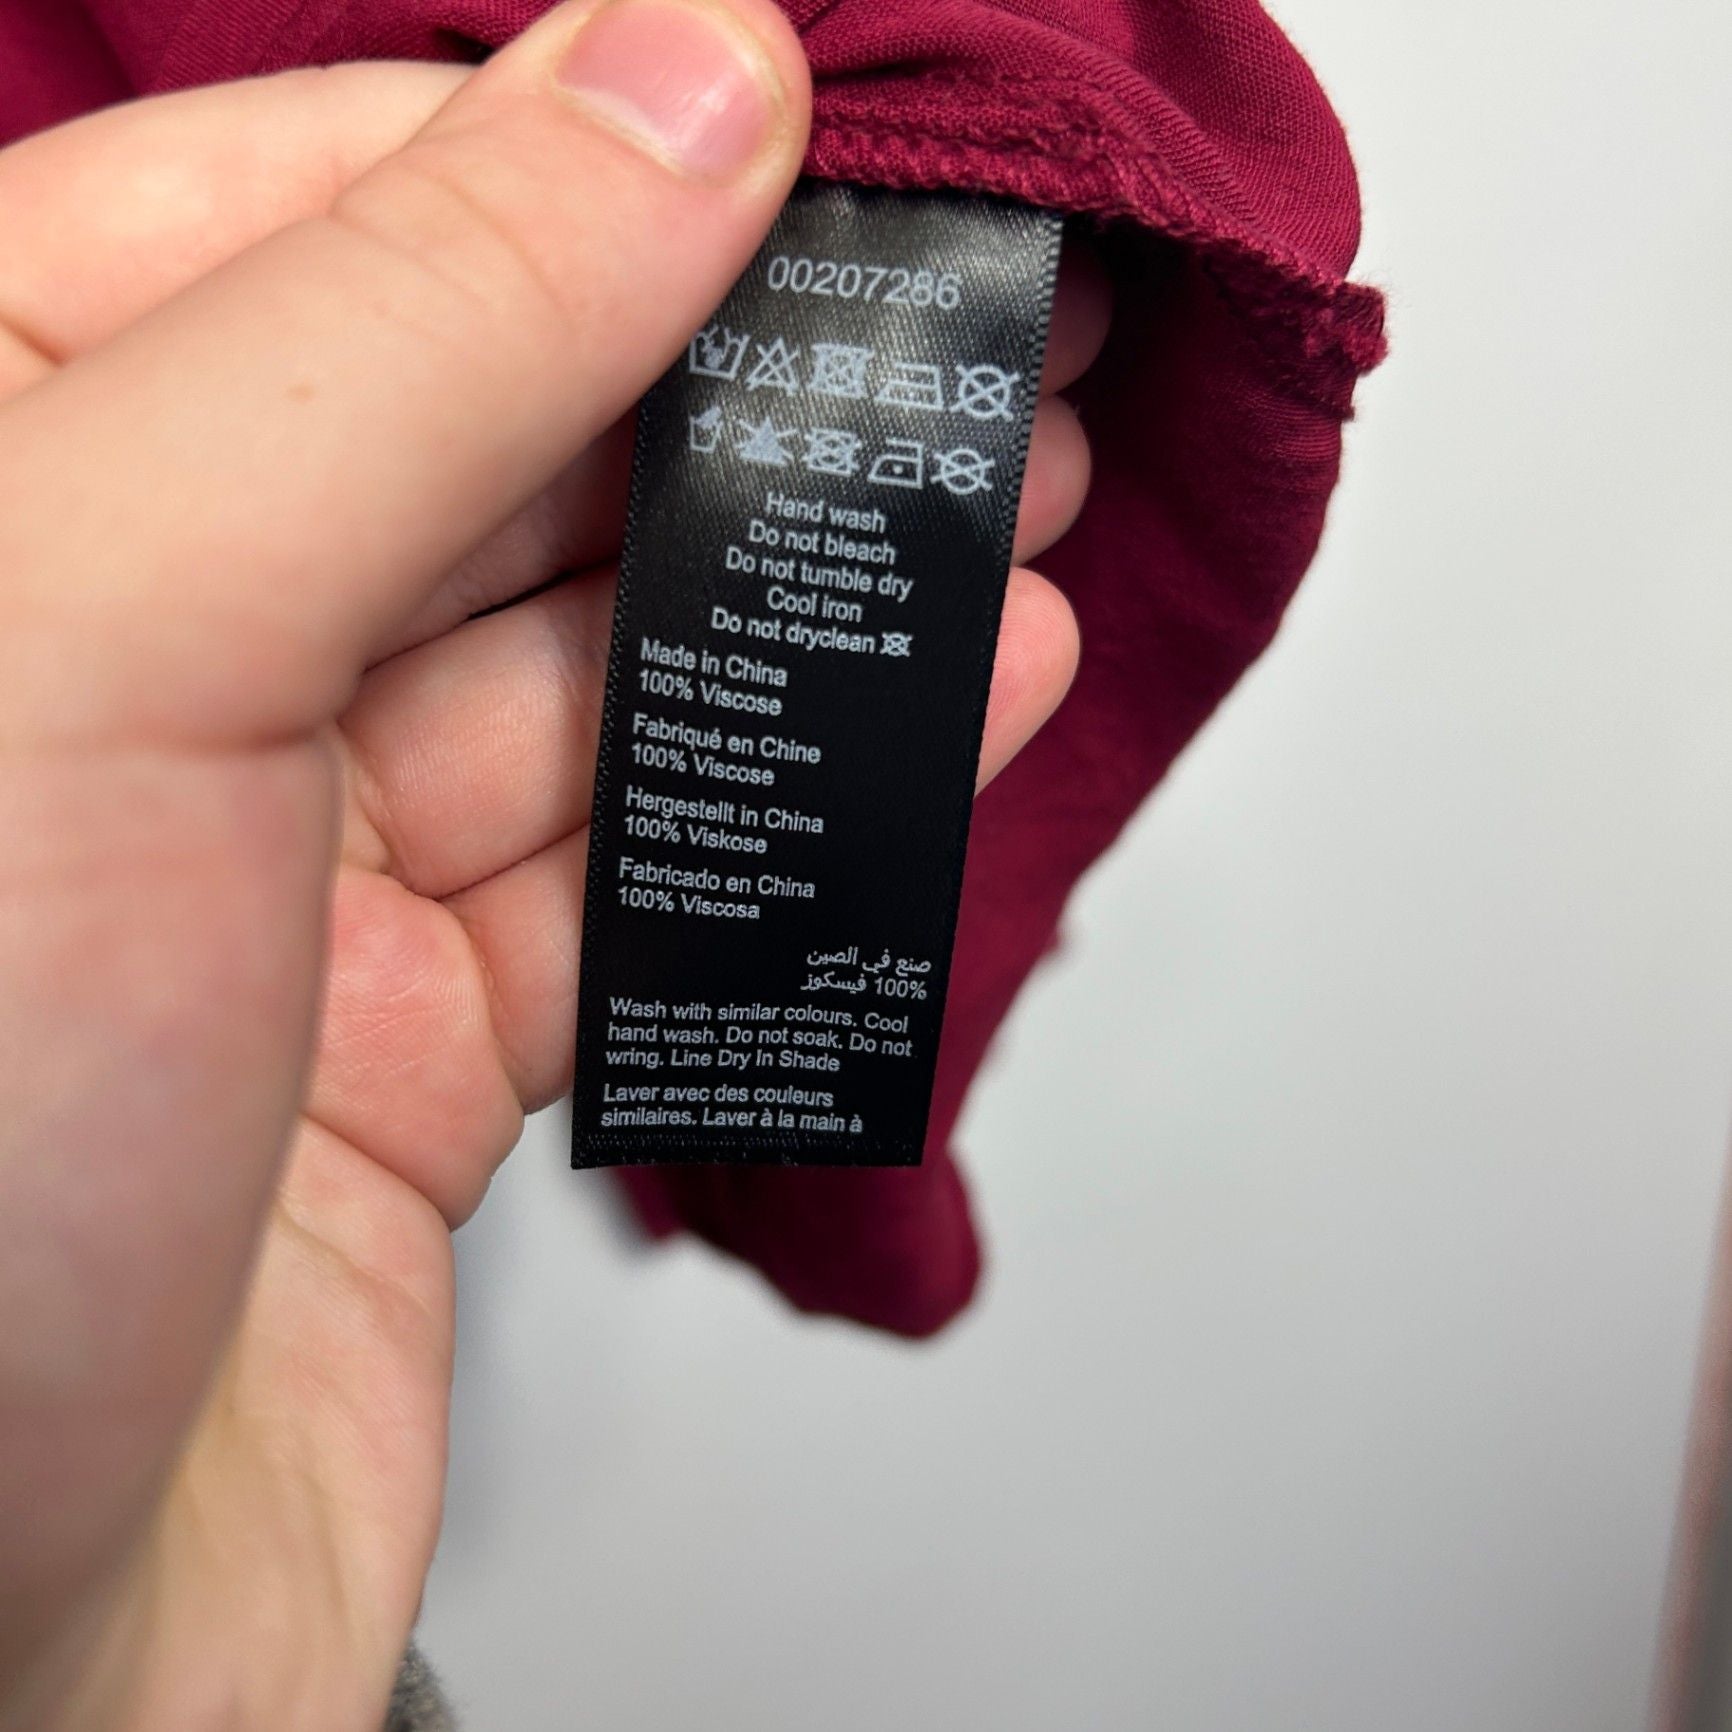 00207286
Hand wash
Do not bleach
Do not tumble dry
Cool iron
Do not dryclean
Made in China
100% Viscose
Fabriqué en Chine
100% Viscose
Hergestellt in China
100% Viskose
Fabricado en China
100% Viscosa
صنع في الصين
100% فيسكوز
Wash with similar colours. Cool
hand wash. Do not soak. Do not
wring. Line Dry In Shade
Laver avec des couleurs
similaires. Laver à la main à